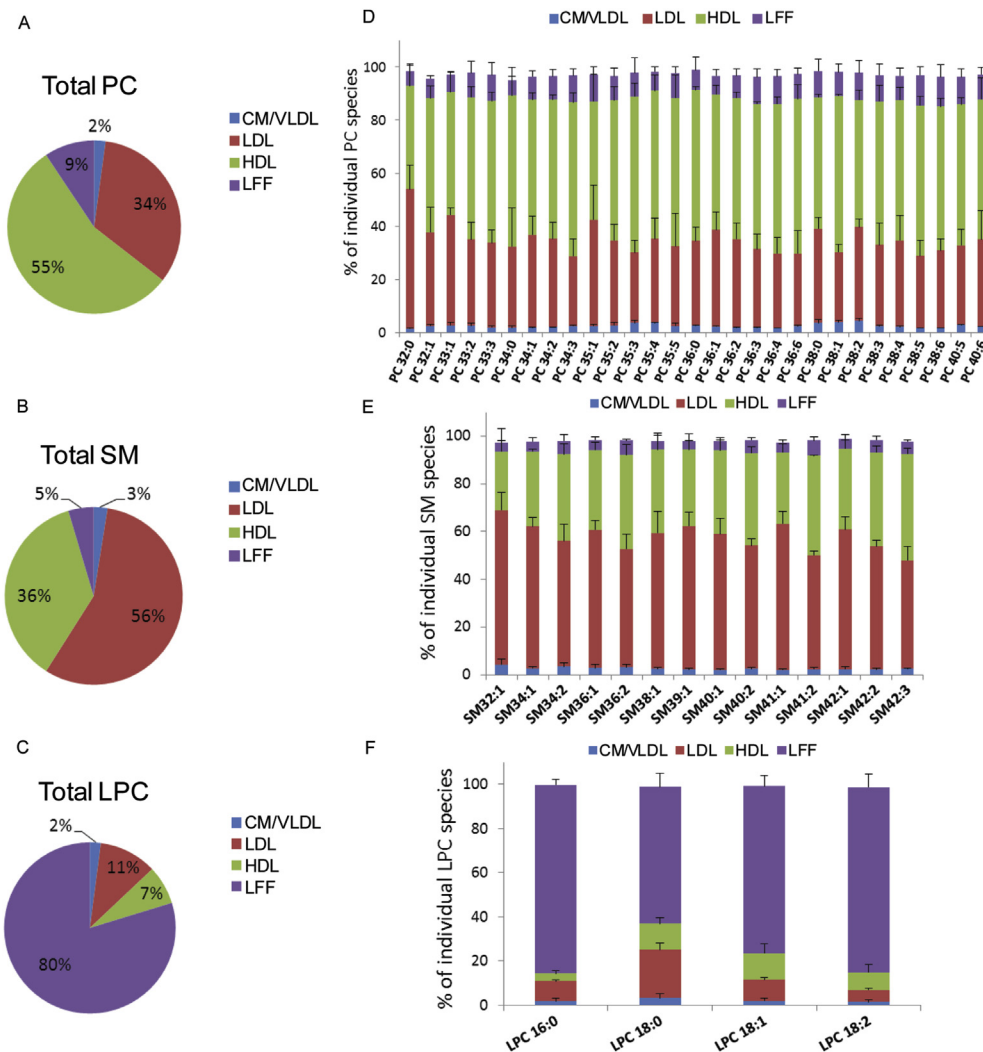 A
Total PC
CM/VLDL
LDL
HDL
LFF
2%
9%
34%
55%
D
CM/VLDL LDL HDL LFF
% of individual PC species
100
80
60
40
20
0
PC 32:0 PC 32:1 PC 33:1 PC 33:2 PC 33:3 PC 34:0 PC 34:1 PC 34:2 PC 34:3 PC 35:1 PC 35:2 PC 35:3 PC 35:4 PC 35:5 PC 36:0 PC 36:1 PC 36:2 PC 36:3 PC 36:4 PC 36:6 PC 38:0 PC 38:1 PC 38:2 PC 38:3 PC 38:4 PC 38:5 PC 38:6 PC 40:5 PC 40:6
B
Total SM
CM/VLDL
LDL
HDL
LFF
5%
3%
36%
56%
E
CM/VLDL LDL HDL LFF
% of individual SM species
100
80
60
40
20
0
SM32:1 SM34:1 SM34:2 SM36:1 SM36:2 SM38:1 SM39:1 SM40:1 SM40:2 SM41:1 SM41:2 SM42:1 SM42:2 SM42:3
C
Total LPC
CM/VLDL
LDL
HDL
LFF
2%
11%
7%
80%
F
CM/VLDL LDL HDL LFF
% of individual LPC species
100
80
60
40
20
0
LPC 16:0 LPC 18:0 LPC 18:1 LPC 18:2